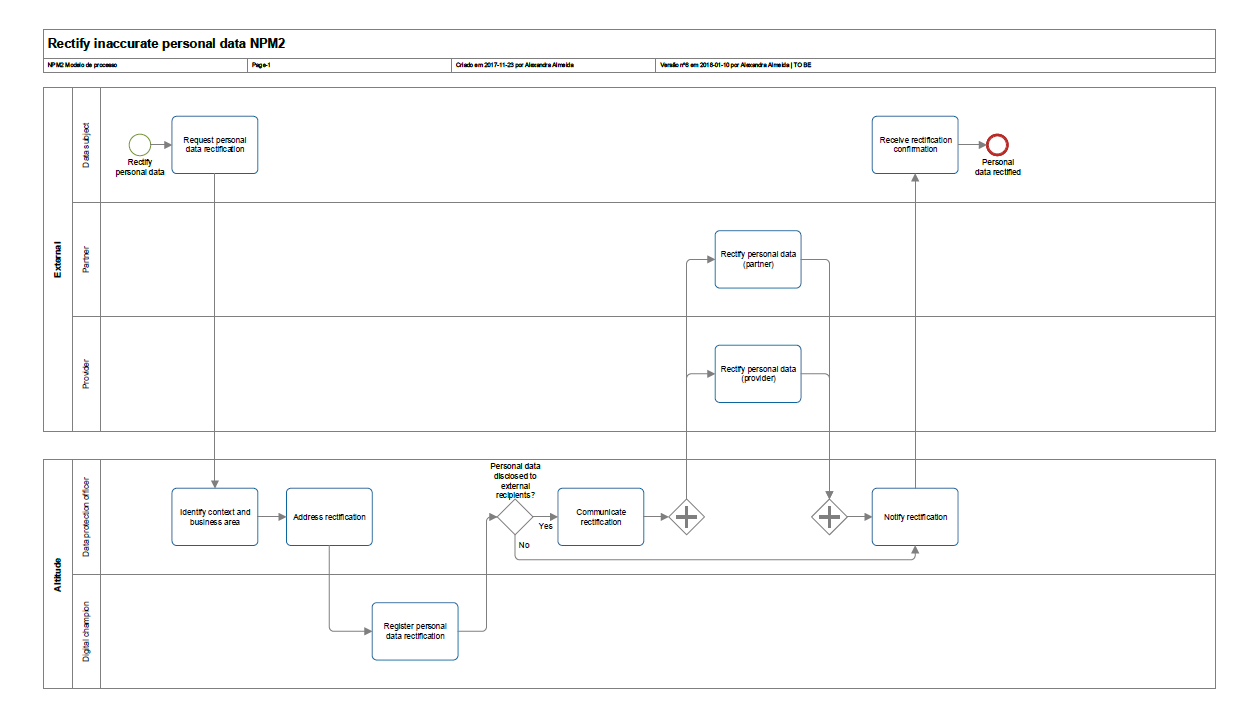 Rectify inaccurate personal data NPM2
NPM2 Modelo de processo
Page-1
Criado em 2017-11-23 por Alexandra Almeida
Versão nº6 em 2018-01-10 por Alexandra Almeida | TO BE
External
Data subject
Rectify
personal data
Request personal
data rectification
Receive rectification
confirmation
Personal
data rectified
Partner
Rectify personal data
(partner)
Provider
Rectify personal data
(provider)
Altitude
Data protection officer
Identify context and
business area
Address rectification
Personal data
disclosed to
external
recipients?
Yes
No
Communicate
rectification
Notify rectification
Digital champion
Register personal
data rectification